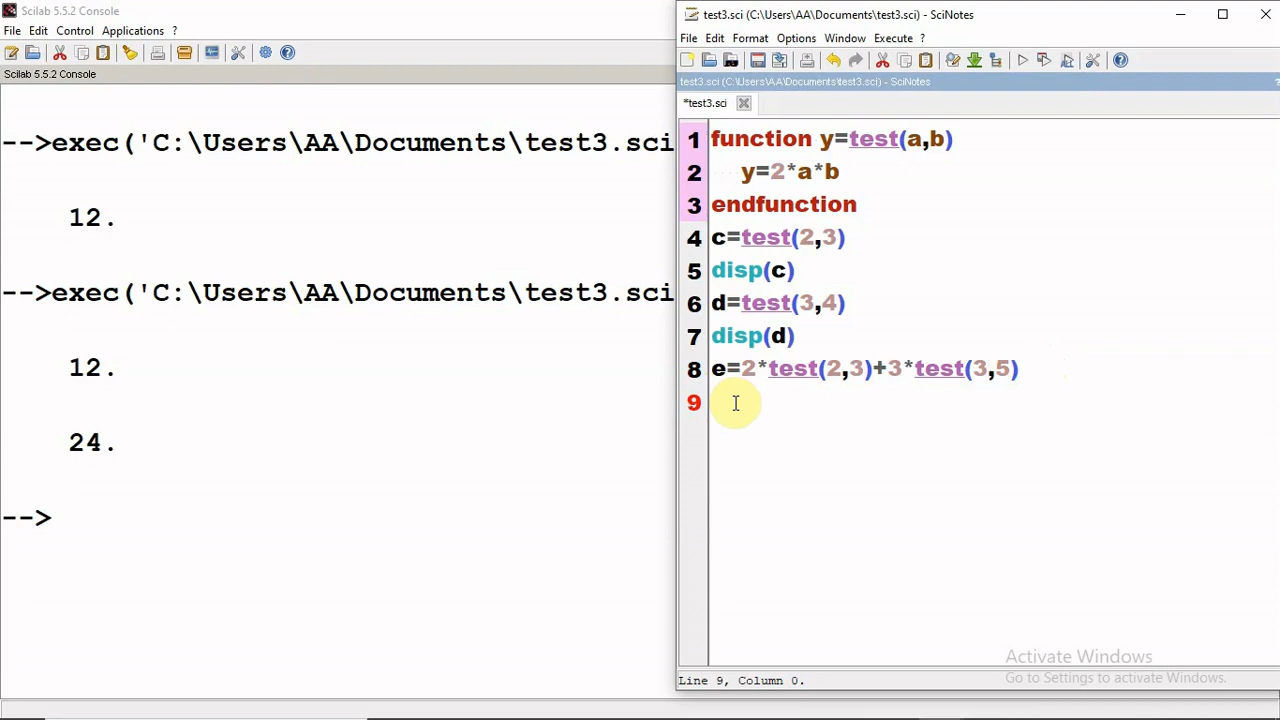 Scilab 5.5.2 Console
File Edit Control Applications ?
Scilab 5.5.2 Console
-->exec('C:\Users\AA\Documents\test3.sci
12.
-->exec('C:\Users\AA\Documents\test3.sci
12.
24.
-->
test3.sci (C:\Users\AA\Documents\test3.sci) - SciNotes
File Edit Format Options Window Execute ?
test3.sci (C:\Users\AA\Documents\test3.sci) - SciNotes
*test3.sci
1 function y=test(a,b)
2 y=2*a*b
3 endfunction
4 c=test(2,3)
5 disp(c)
6 d=test(3,4)
7 disp(d)
8 e=2*test(2,3)+3*test(3,5)
9
Activate Windows
Go to Settings to activate Windows.
Line 9, Column 0.